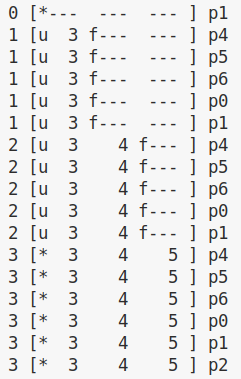 0 [*---  ---  --- ] p1
1 [u  3 f---  --- ] p4
1 [u  3 f---  --- ] p5
1 [u  3 f---  --- ] p6
1 [u  3 f---  --- ] p0
1 [u  3 f---  --- ] p1
2 [u  3    4 f--- ] p4
2 [u  3    4 f--- ] p5
2 [u  3    4 f--- ] p6
2 [u  3    4 f--- ] p0
2 [u  3    4 f--- ] p1
3 [*  3    4    5 ] p4
3 [*  3    4    5 ] p5
3 [*  3    4    5 ] p6
3 [*  3    4    5 ] p0
3 [*  3    4    5 ] p1
3 [*  3    4    5 ] p2